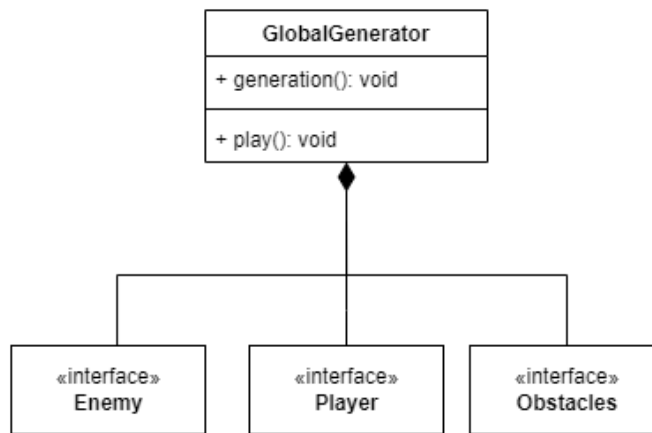 GlobalGenerator
+ generation(): void
+ play(): void
«interface» «interface» «interface»
Enemy Player Obstacles